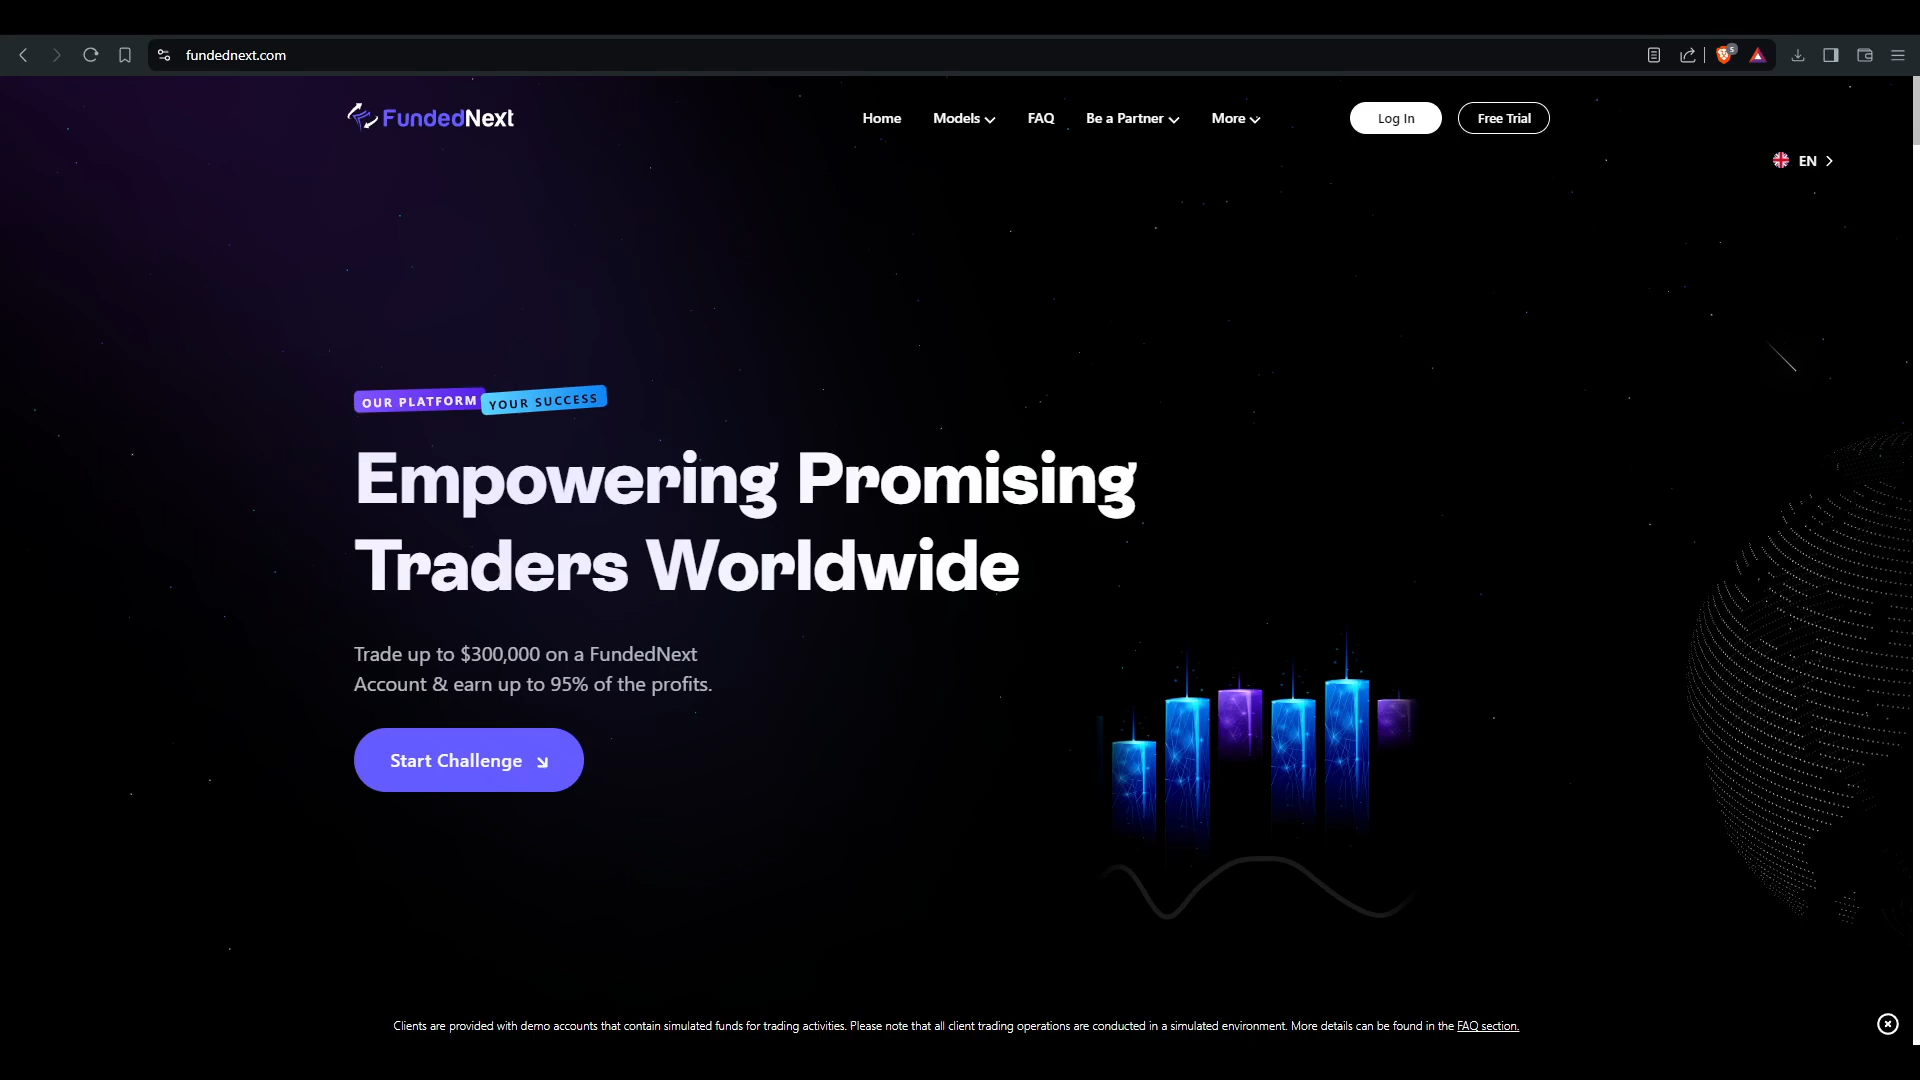 fundednext.com
5
FundedNext
Home
Models
FAQ
Be a Partner
More
Log In
Free Trial
EN
OUR PLATFORM
YOUR SUCCESS
Empowering Promising
Traders Worldwide
Trade up to $300,000 on a FundedNext
Account & earn up to 95% of the profits.
Start Challenge
Clients are provided with demo accounts that contain simulated funds for trading activities. Please note that all client trading operations are conducted in a simulated environment. More details can be found in the FAQ section.